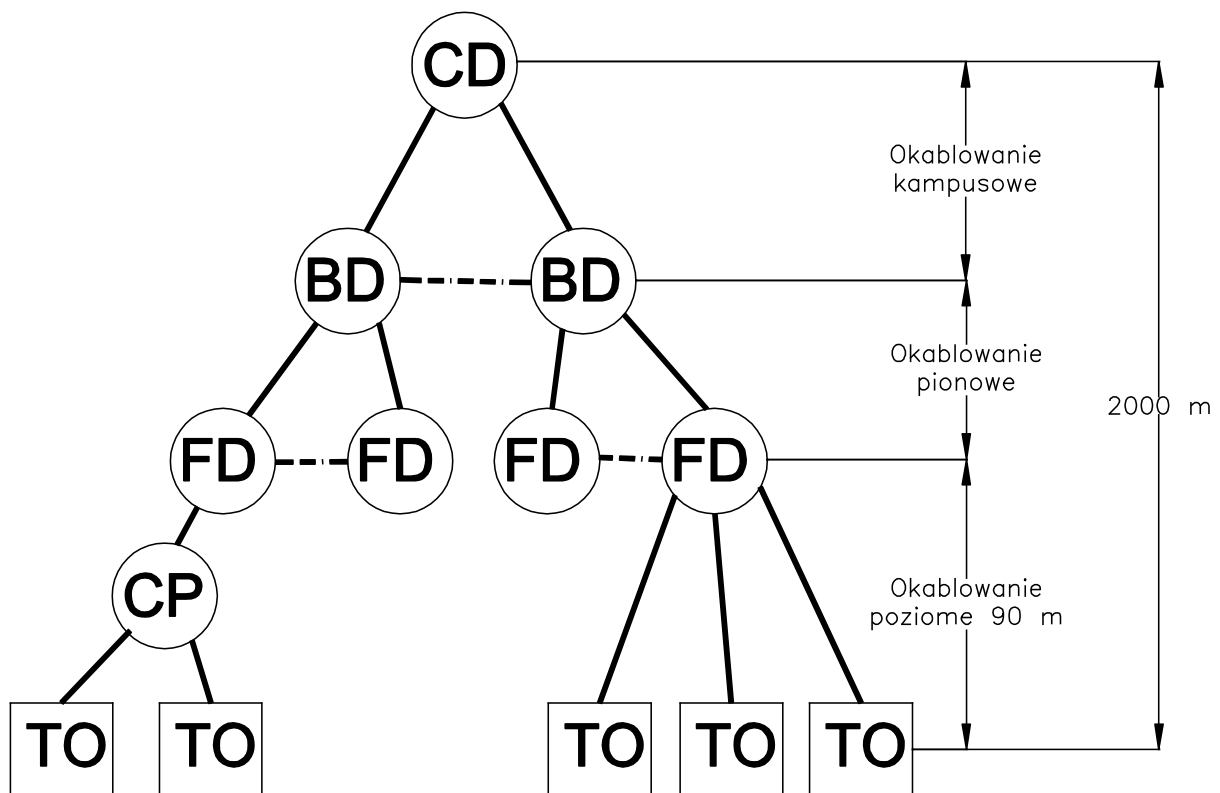 CD
Okablowanie
kampusowe
BD
BD
Okablowanie
pionowe
2000 m
FD
FD
FD
FD
CP
Okablowanie
poziome 90 m
TO
TO
TO
TO
TO